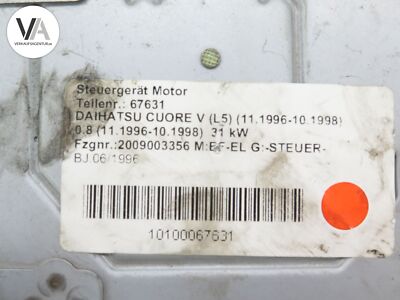 VA
VERKAUFSAGENTUR24
Steuergerät Motor
Teilenr.: 67631
DAIHATSU CUORE V (L5) (11.1996-10.1998)
0.8 (11.1996-10.1998) 31 kW
Fzgnr.:2009003356 M:EF-EL G:-STEUER-
BJ 06/1996
10100067631